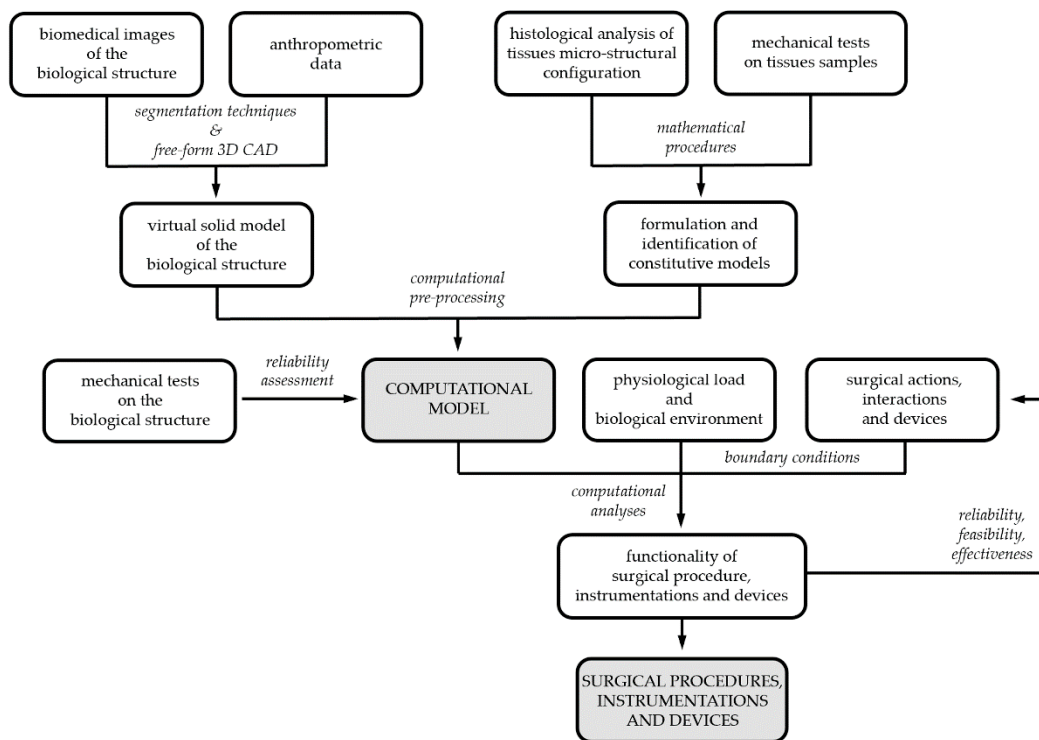 biomedical images
of the
biological structure
anthropometric
data
histological analysis of
tissues micro-structural
configuration
mechanical tests
on tissues samples
segmentation techniques
&
free-form 3D CAD
mathematical
procedures
virtual solid model
of the
biological structure
formulation and
identification of
constitutive models
computational
pre-processing
mechanical tests
on the
biological structure
reliability
assessment
COMPUTATIONAL
MODEL
physiological load
and
biological environment
surgical actions,
interactions
and devices
boundary conditions
computational
analyses
functionality of
surgical procedure,
instrumentations and devices
reliability,
feasibility,
effectiveness
SURGICAL PROCEDURES,
INSTRUMENTATIONS
AND DEVICES